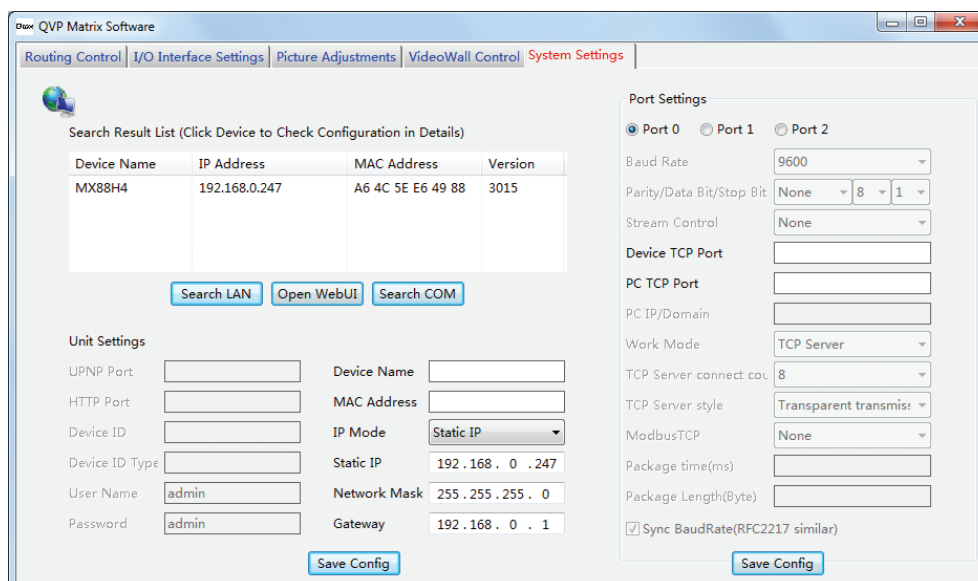 Dtox QVP Matrix Software
Routing Control I/O Interface Settings Picture Adjustments VideoWall Control System Settings
Search Result List (Click Device to Check Configuration in Details)
Device Name IP Address MAC Address Version
MX88H4 192.168.0.247 A6 4C 5E E6 49 88 3015
Search LAN Open WebUI Search COM
Unit Settings
UPNP Port
HTTP Port
Device ID
Device ID Type
User Name admin
Password admin
Device Name
MAC Address
IP Mode Static IP
Static IP 192 . 168 . 0 . 247
Network Mask 255 . 255 . 255 . 0
Gateway 192 . 168 . 0 . 1
Save Config
Port Settings
Port 0 Port 1 Port 2
Baud Rate 9600
Parity/Data Bit/Stop Bit None 8 1
Stream Control None
Device TCP Port
PC TCP Port
PC IP/Domain
Work Mode TCP Server
TCP Server connect cou 8
TCP Server style Transparent transmis
ModbusTCP None
Package time(ms)
Package Length(Byte)
Sync BaudRate(RFC2217 similar)
Save Config